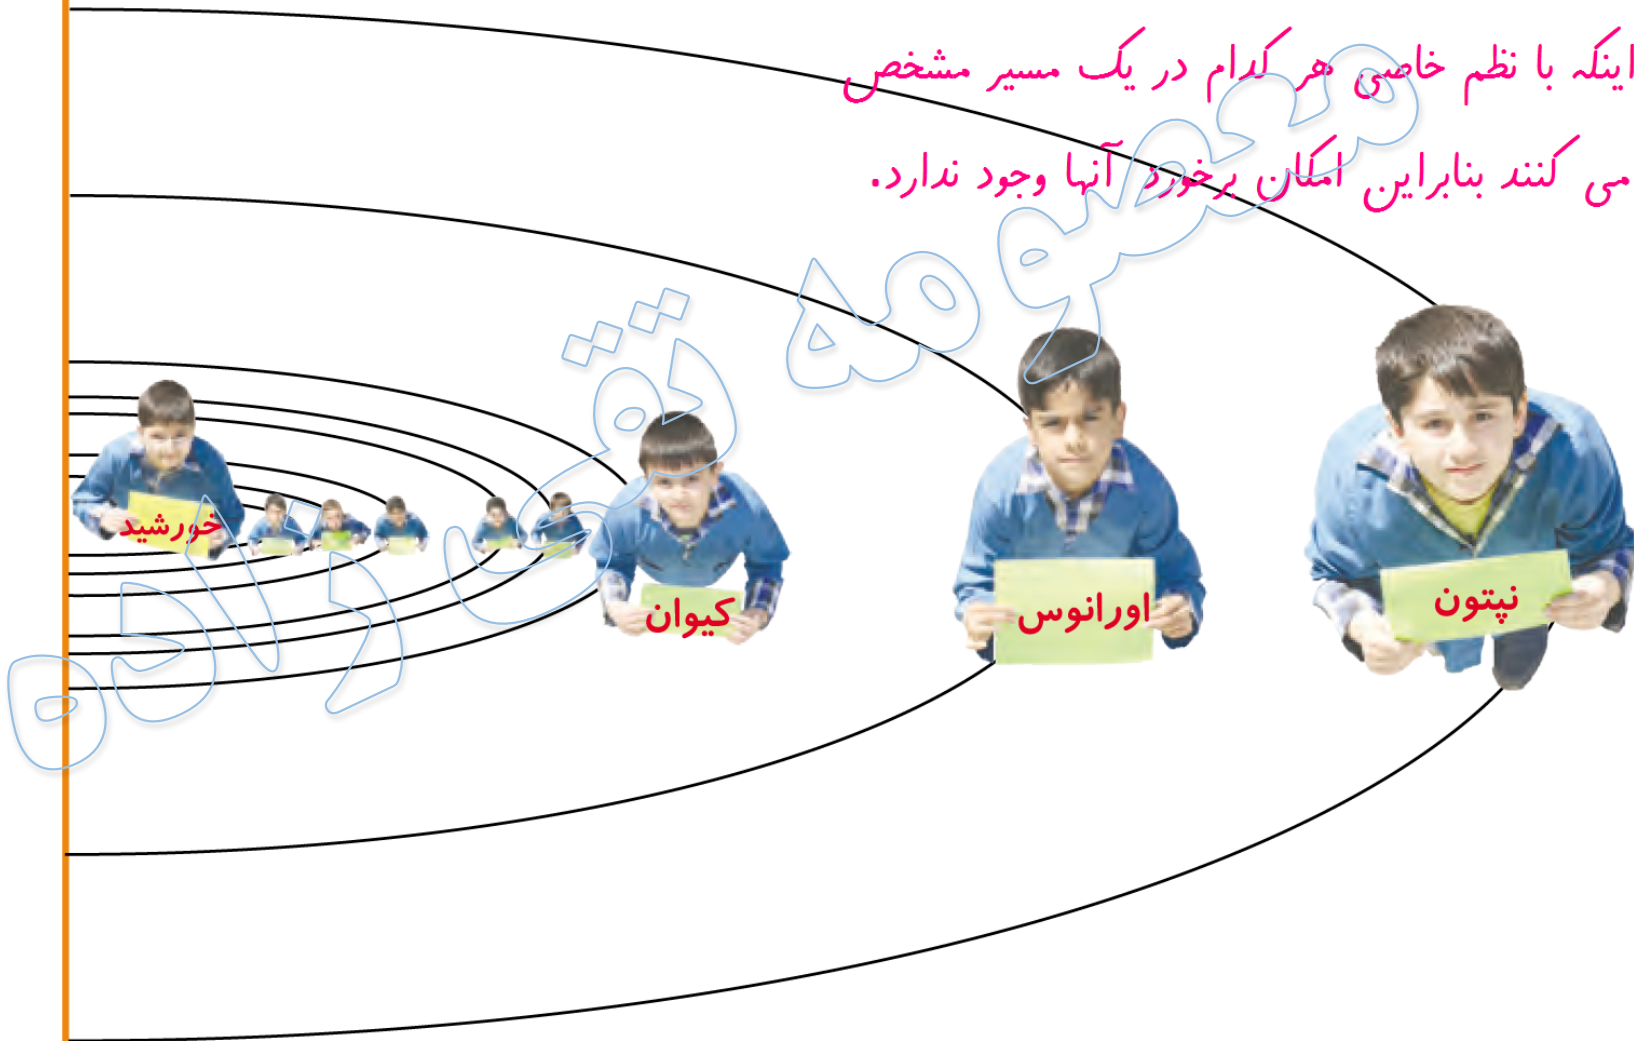 اینکه با نظم خاصی هر کدام در یک مسیر مشخص
می کنند بنابراین امکان برخورد آنها وجود ندارد.
معصومه تقی زاده
خورشید
کیوان
اورانوس
نپتون